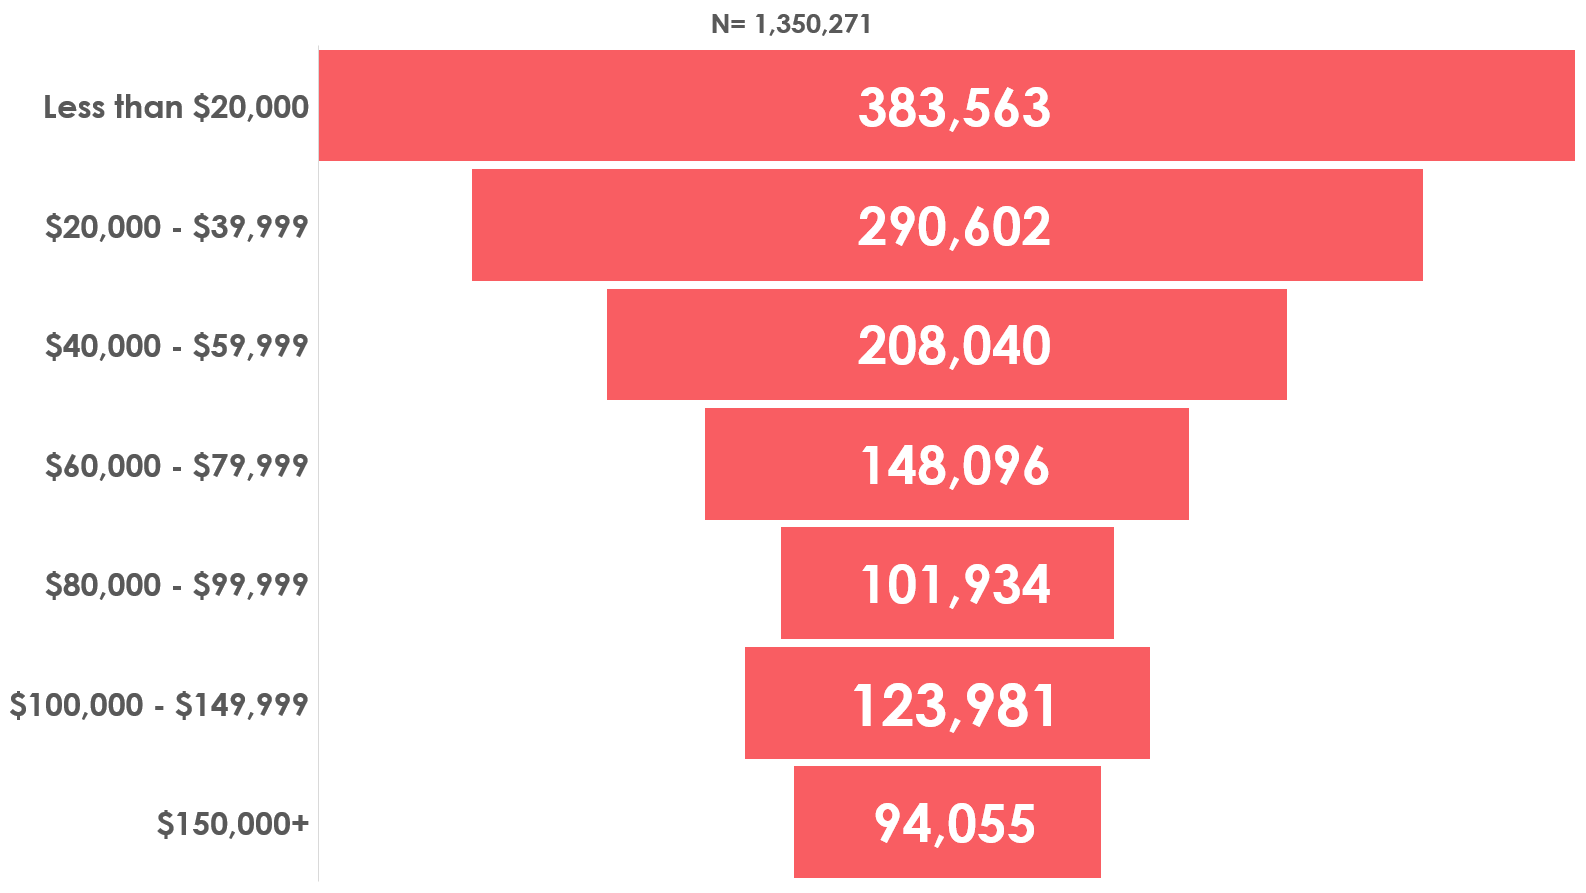 N= 1,350,271
Less than $20,000 383,563
$20,000 - $39,999 290,602
$40,000 - $59,999 208,040
$60,000 - $79,999 148,096
$80,000 - $99,999 101,934
$100,000 - $149,999 123,981
$150,000+ 94,055